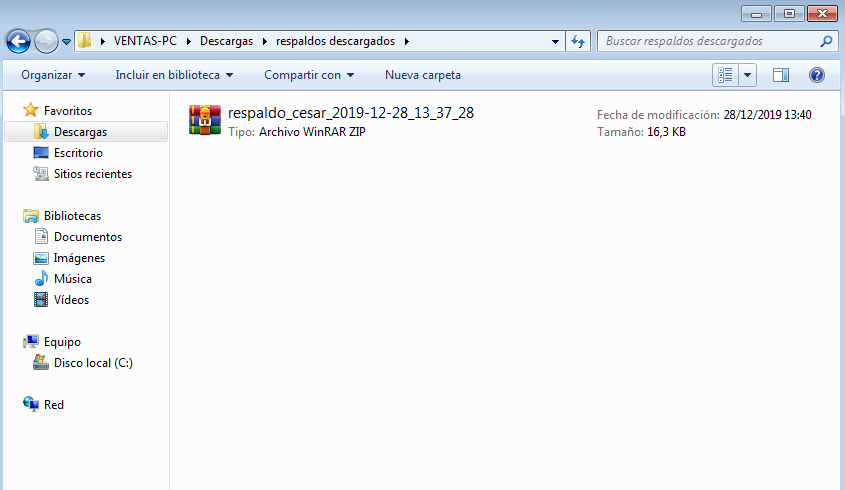 VENTAS-PC Descargas respaldos descargados Buscar respaldos descargados
Organizar Incluir en biblioteca Compartir con Nueva carpeta
Favoritos
Descargas
Escritorio
Sitios recientes
Bibliotecas
Documentos
Imágenes
Música
Vídeos
Equipo
Disco local (C:)
Red
respaldo_cesar_2019-12-28_13_37_28
Tipo: Archivo WinRAR ZIP
Fecha de modificación: 28/12/2019 13:40
Tamaño: 16,3 KB